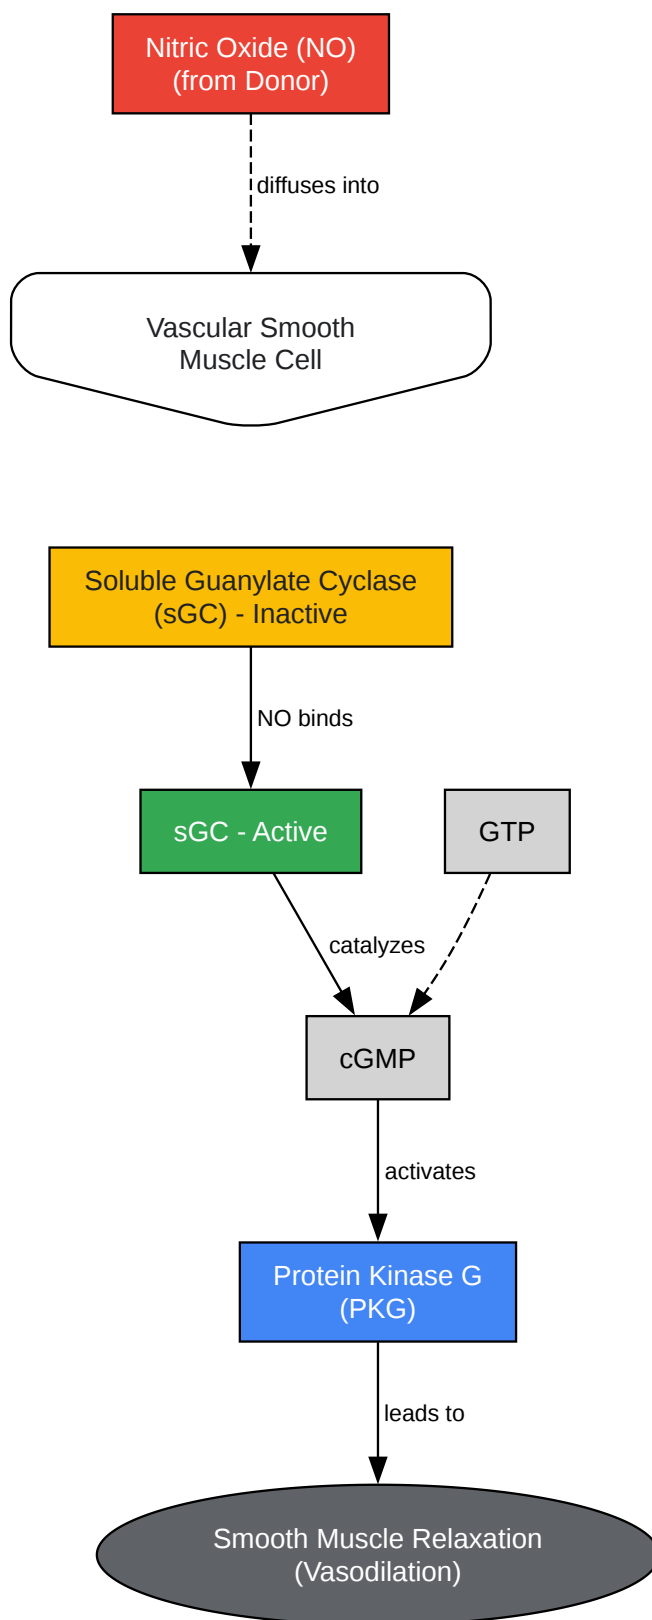 Nitric Oxide (NO)
(from Donor)
diffuses into
Vascular Smooth
Muscle Cell
Soluble Guanylate Cyclase
(sGC) - Inactive
NO binds
sGC - Active
GTP
catalyzes
cGMP
activates
Protein Kinase G
(PKG)
leads to
Smooth Muscle Relaxation
(Vasodilation)